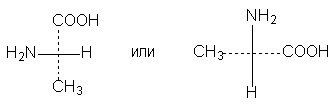 COOH NH₂
H₂N H или CH₃ COOH
CH₃ H